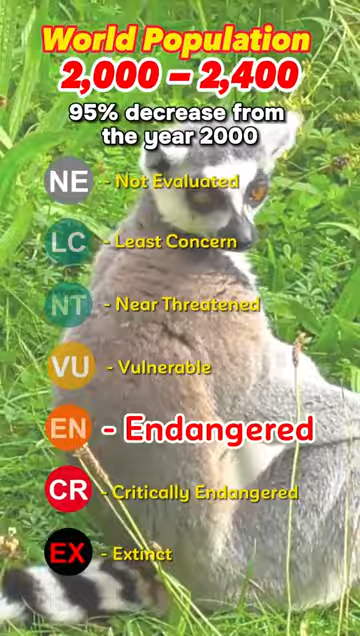 World Population
2,000 – 2,400
95% decrease from
the year 2000
NE - Not Evaluated
LC - Least Concern
NT - Near Threatened
VU - Vulnerable
EN - Endangered
CR - Critically Endangered
EX - Extinct